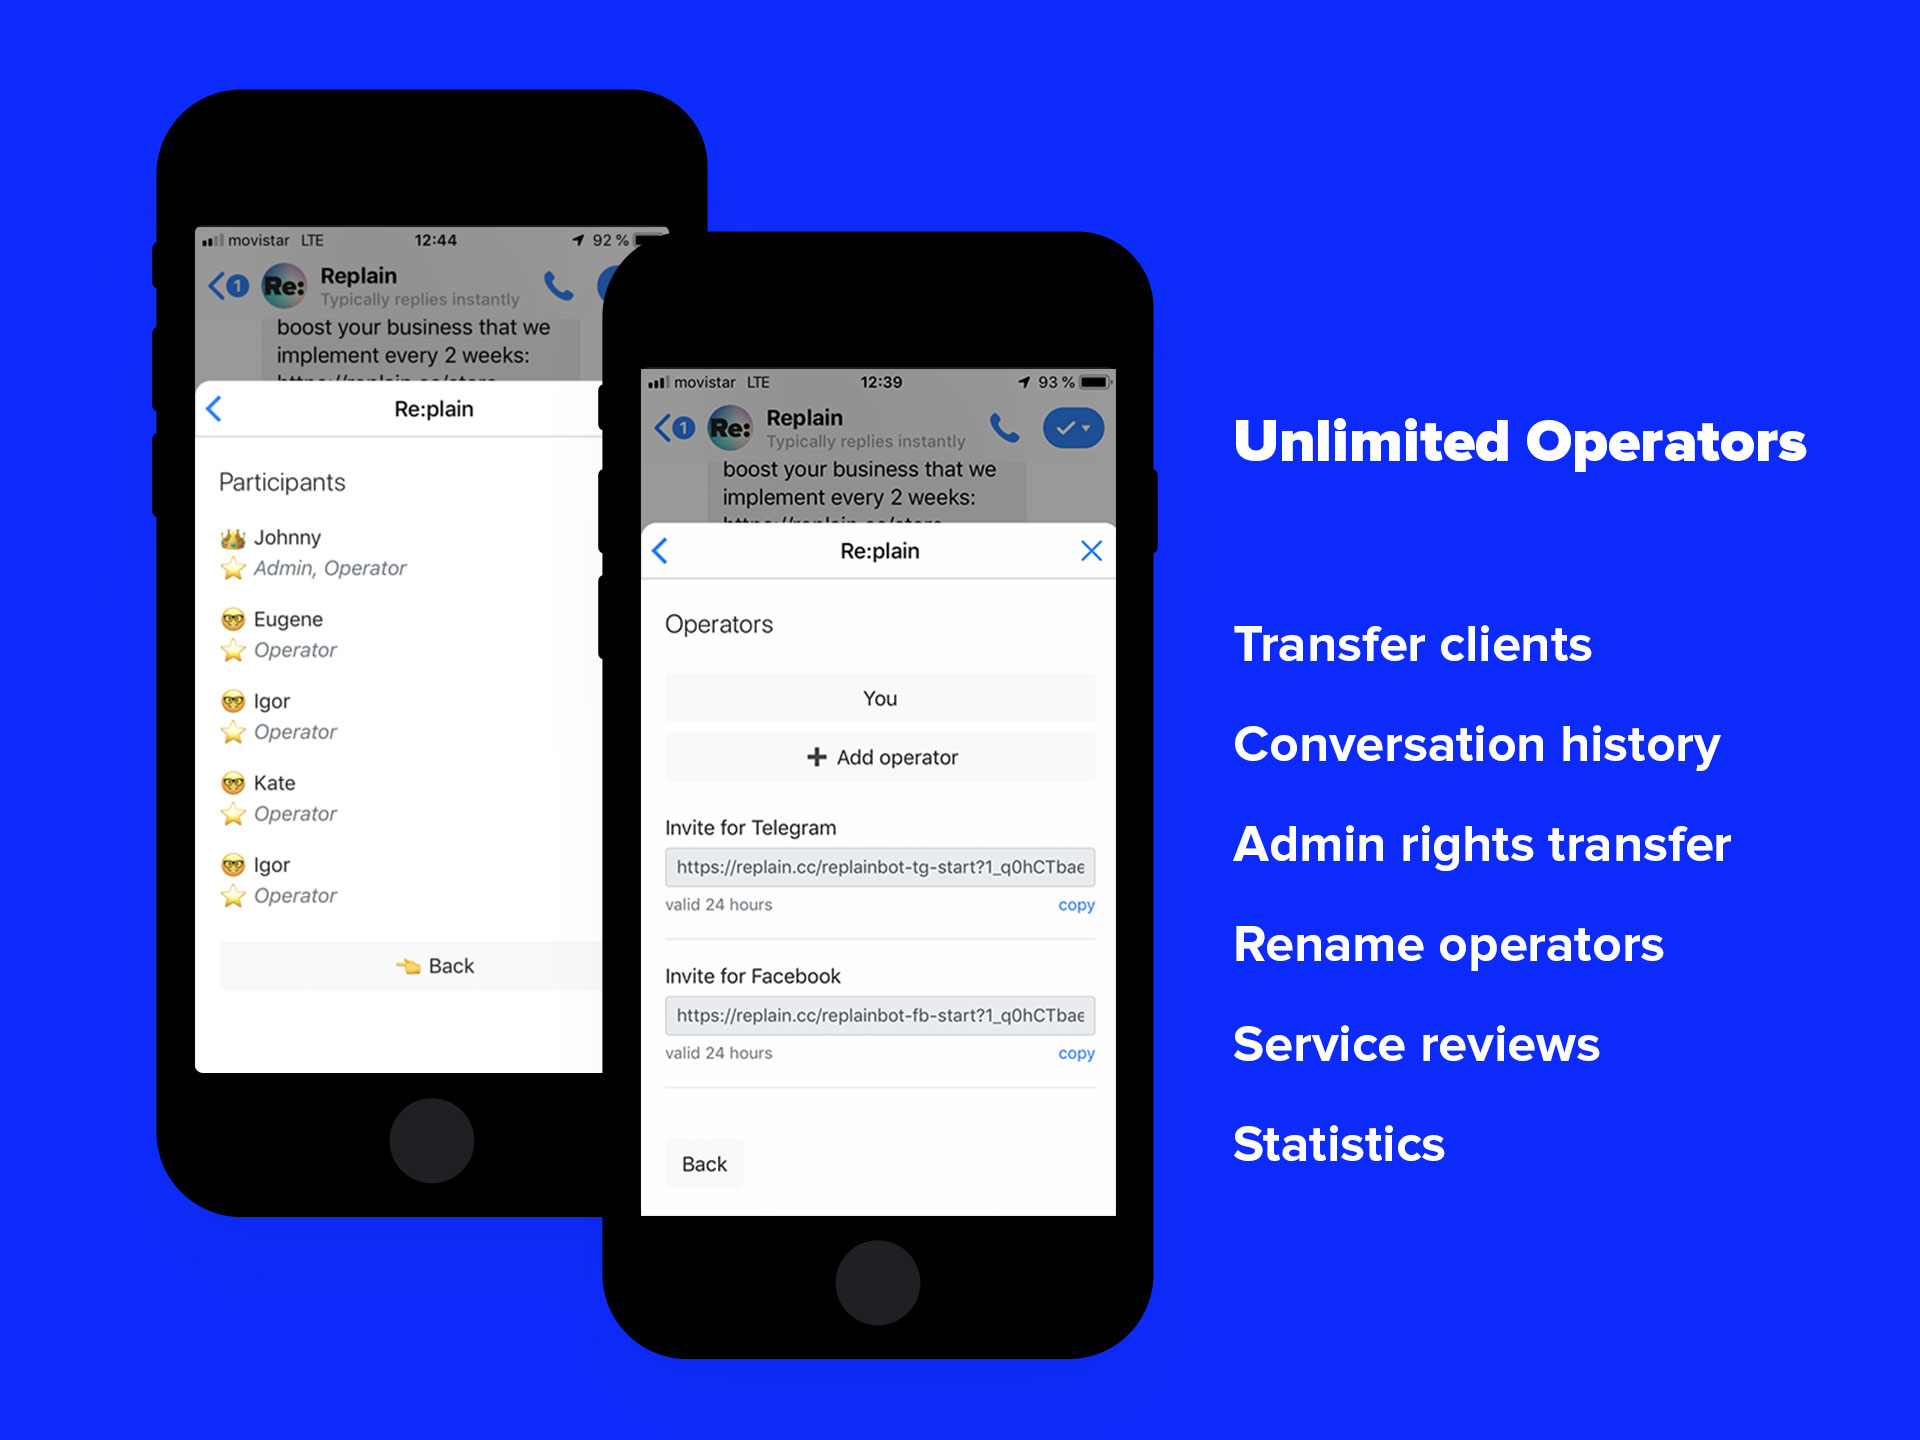 movistar LTE 12:44 92 %
1 Re: Replain
Typically replies instantly
boost your business that we
implement every 2 weeks:
Re:plain
Participants
Johnny
Admin, Operator
Eugene
Operator
Igor
Operator
Kate
Operator
Igor
Operator
Back
movistar LTE 12:39 93 %
1 Re: Replain
Typically replies instantly
boost your business that we
implement every 2 weeks:
Re:plain
Operators
You
Add operator
Invite for Telegram
https://replain.cc/replainbot-tg-start?1_q0hCTbae
valid 24 hours copy
Invite for Facebook
https://replain.cc/replainbot-fb-start?1_q0hCTbae
valid 24 hours copy
Back
Unlimited Operators
Transfer clients
Conversation history
Admin rights transfer
Rename operators
Service reviews
Statistics